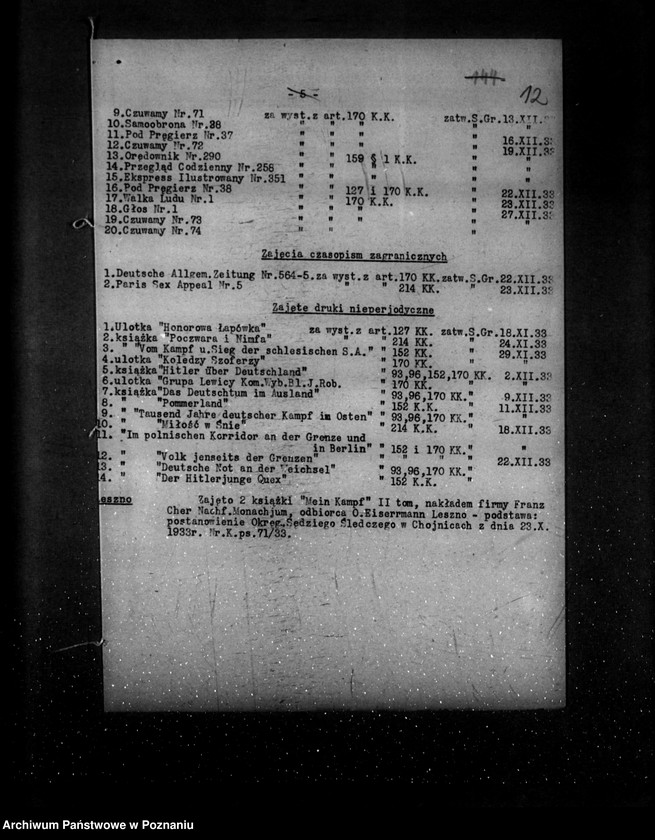 - 5 -
144
12
9.Czuwamy Nr.71 za wyst.z art.170 K.K. zatw.S.Gr.13.XII.
10.Samoobrona Nr.38 " " " " "
11.Pod Pręgierz Nr.37 " " " " 16.XII.33
12.Czuwamy Nr.72 " " " " 19.XII.33
13.Orędownik Nr.290 " " 159 § 1 K.K. " "
14.Przegląd Codzienny Nr.256 " " " "
15.Ekspress Ilustrowany Nr.351 " " " " "
16.Pod Pręgierz Nr.38 " " 127 i 170 K.K. " 22.XII.33
17.Walka Ludu Nr.1 " " 170 K.K. " 23.XII.33
18.Głos Nr.1 " " " " 27.XII.33
19.Czuwamy Nr.73 " " " " "
20.Czuwamy Nr.74 " " " "
Zajęcia czasopism zagranicznych
1.Deutsche Allgem.Zeitung Nr.564-5.za wyst.z art.170 KK.zatw.S.Gr.22.XII.33
2.Paris Sex Appeal Nr.5 " " 214 KK. " 23.XII.33
Zajęte druki nieperjodyczne
1.Ulotka "Honorowa Łapówka" za wyst.z art.127 KK. zatw.S.Gr.18.XI.33
2.książka "Poczwara i Nimfa" " " 214 KK. " 24.XI.33
3. " "Vom Kampf u.Sieg der schlesischen S.A." " 152 KK. " 29.XI.33
4.ulotka "Koledzy Szoferzy" " 170 KK. "
5.książka"Hitler über Deutschland" " 93,96,152,170 KK. 2.XII.33
6.ulotka "Grupa Lewicy Kom.Wyb.Bl.J.Rob. " 170 KK. " "
7.książka"Das Deutschtum im Ausland" " 93,96,170 KK." 9.XII.33
8. " "Pommerland" " 152 K.K. " 11.XII.33
9. " "Tausend Jahre deutscher Kampf im Osten" " 93,96,170 KK." "
10. " "Miłość w Śnie" " 214 K.K. " 18.XII.33
11. "Im polnischen Korridor an der Grenze und
in Berlin" " 152 i 170 KK." "
12. " "Volk jenseits der Grenzen" " " " " 22.XII.33
13. " "Deutsche Not an der Weichsel" " 93,96,170 KK."
4. " "Der Hitlerjunge Quex" " 152 K.K. "
eszno Zajęto 2 książki "Mein Kampf" II tom, nakładem firmy Franz
Cher Nachf.Monachjum, odbiorca O.Eiserrmann Leszno - podstawa:
postanowienie Okręg.Sędziego Śledczego w Chojnicach z dnia 23.X.
1933r. Nr.K.ps.71/33.
Archiwum Państwowe w Poznaniu